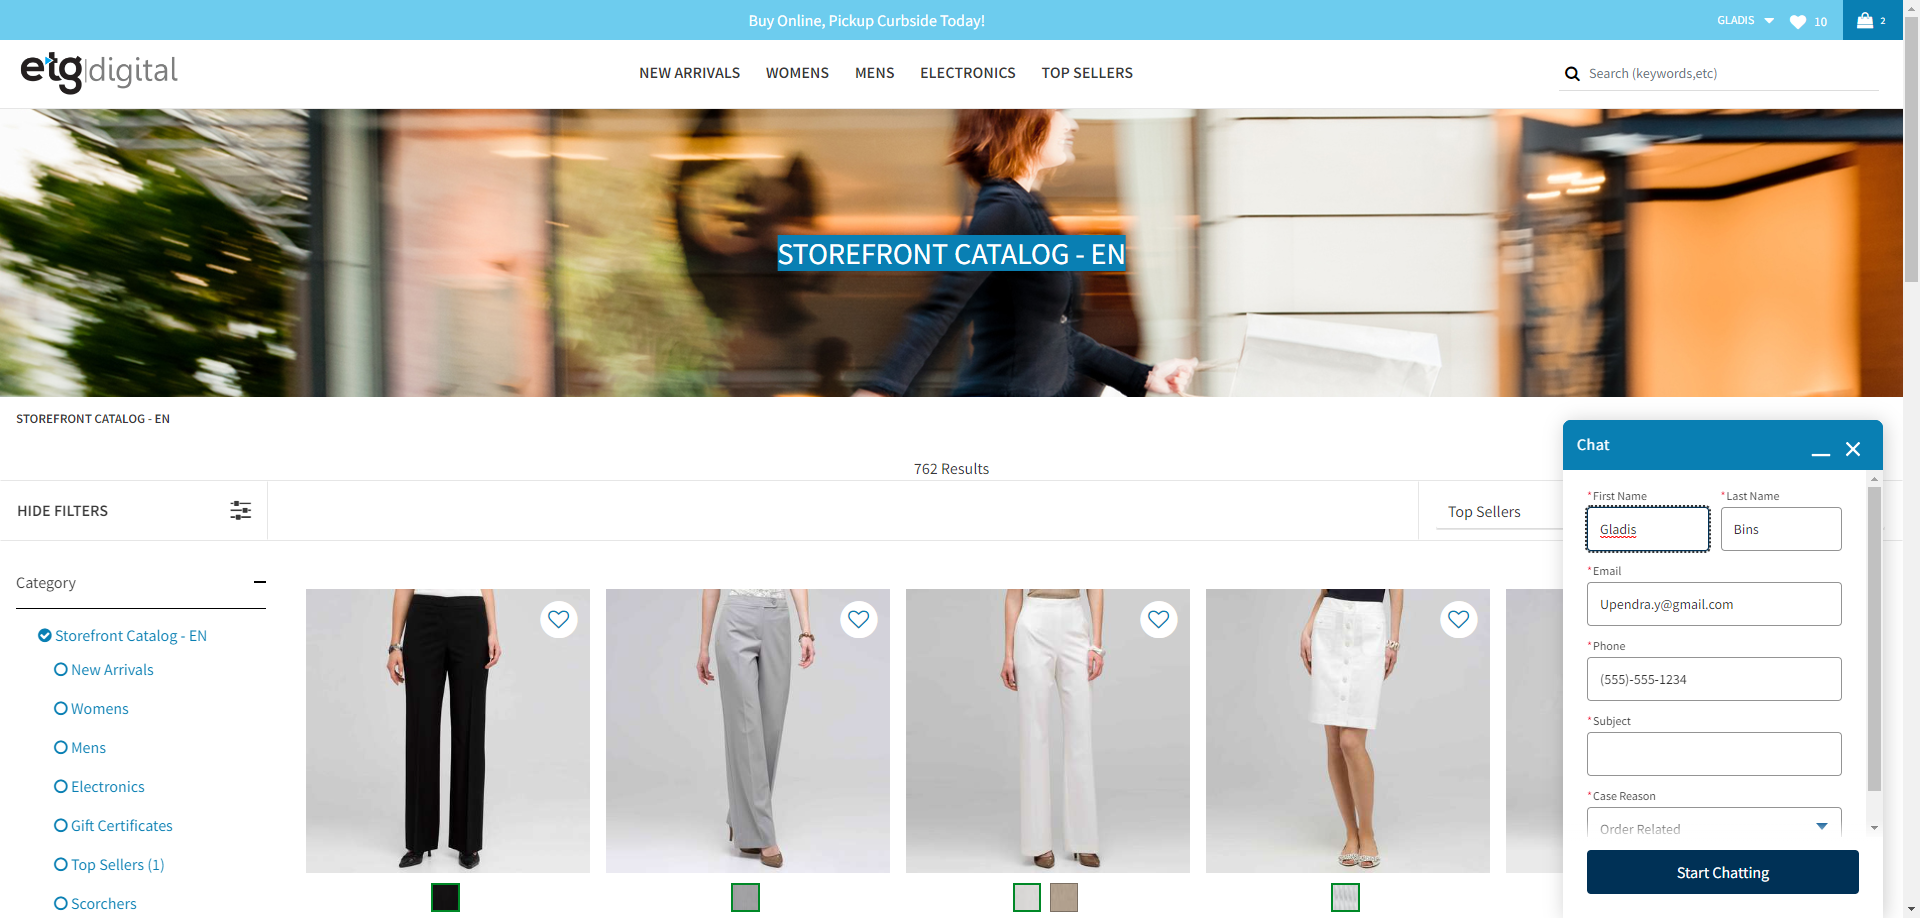 Buy Online, Pickup Curbside Today!
GLADIS
10
2
etg|digital
NEW ARRIVALS
WOMENS
MENS
ELECTRONICS
TOP SELLERS
Search (keywords,etc)
STOREFRONT CATALOG - EN
STOREFRONT CATALOG - EN
762 Results
HIDE FILTERS
Top Sellers
Category
Storefront Catalog - EN
New Arrivals
Womens
Mens
Electronics
Gift Certificates
Top Sellers (1)
Scorchers
Chat
*First Name
*Last Name
Gladis
Bins
*Email
Upendra.y@gmail.com
*Phone
(555)-555-1234
*Subject
*Case Reason
Order Related
Start Chatting